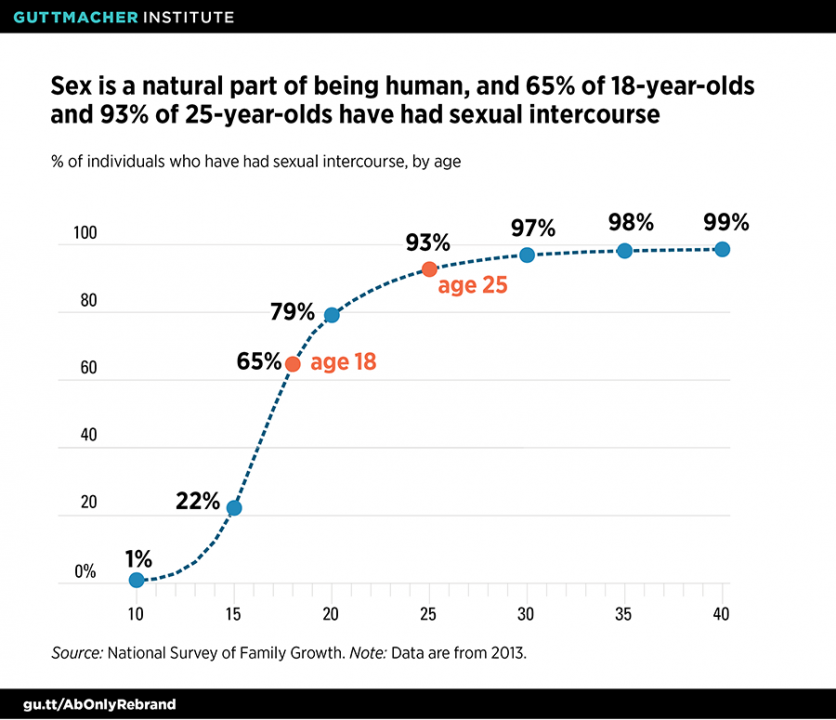 GUTTMACHER INSTITUTE
Sex is a natural part of being human, and 65% of 18-year-olds
and 93% of 25-year-olds have had sexual intercourse
% of individuals who have had sexual intercourse, by age
100
80
60
40
20
0%
1%
22%
65%
age 18
79%
93%
age 25
97%
98%
99%
10
15
20
25
30
35
40
Source: National Survey of Family Growth. Note: Data are from 2013.
gu.tt/AbOnlyRebrand